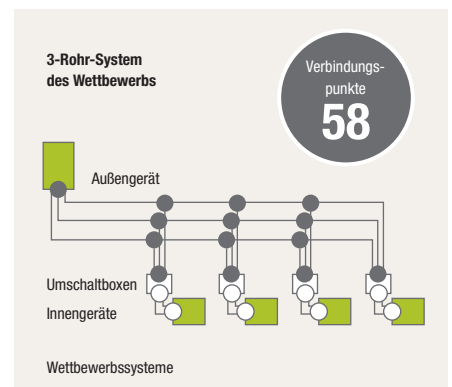 3-Rohr-System
des Wettbewerbs
Verbindungs-
punkte
58
Außengerät
Umschaltboxen
Innengeräte
Wettbewerbssysteme